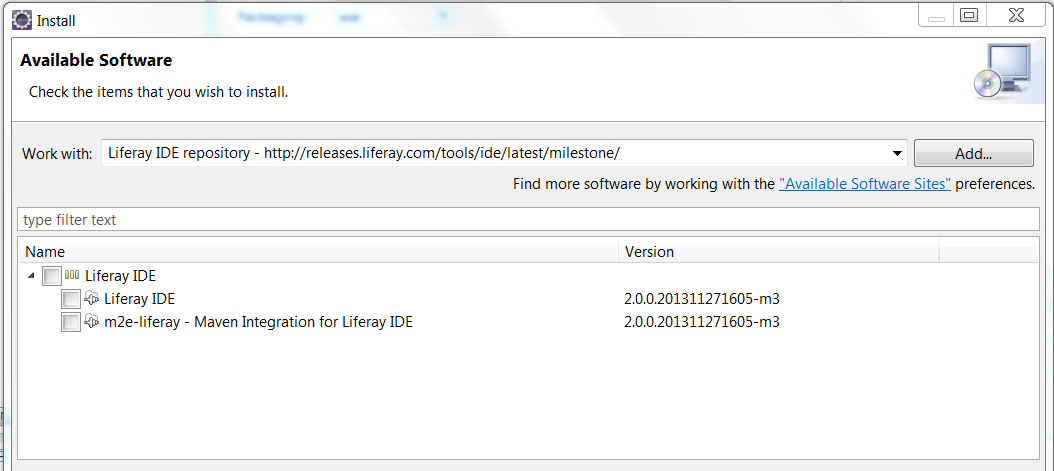 Packaging: war
Install
Available Software
Check the items that you wish to install.
Work with: Liferay IDE repository - http://releases.liferay.com/tools/ide/latest/milestone/ Add...
Find more software by working with the "Available Software Sites" preferences.
type filter text
Name Version
Liferay IDE
Liferay IDE 2.0.0.201311271605-m3
m2e-liferay - Maven Integration for Liferay IDE 2.0.0.201311271605-m3